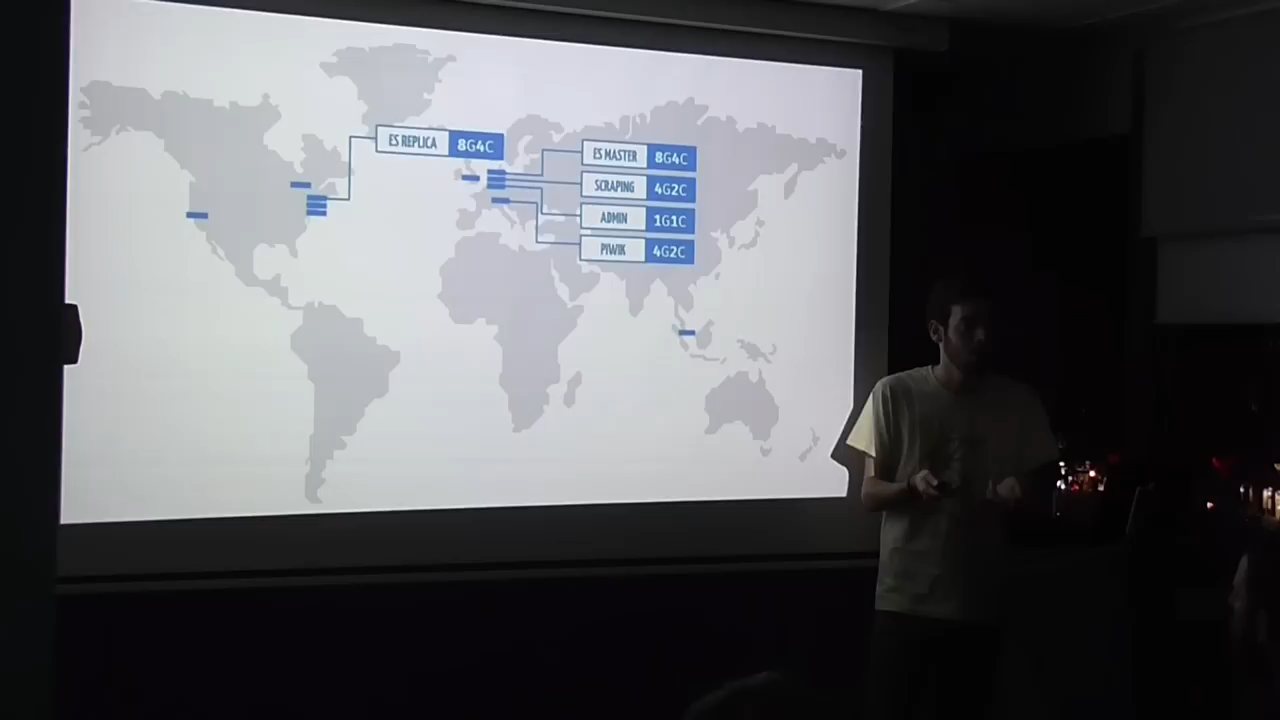 ES REPLICA 8G4C
ES MASTER 8G4C
SCRAPING 4G2C
ADMIN 1G1C
PIWIK 4G2C